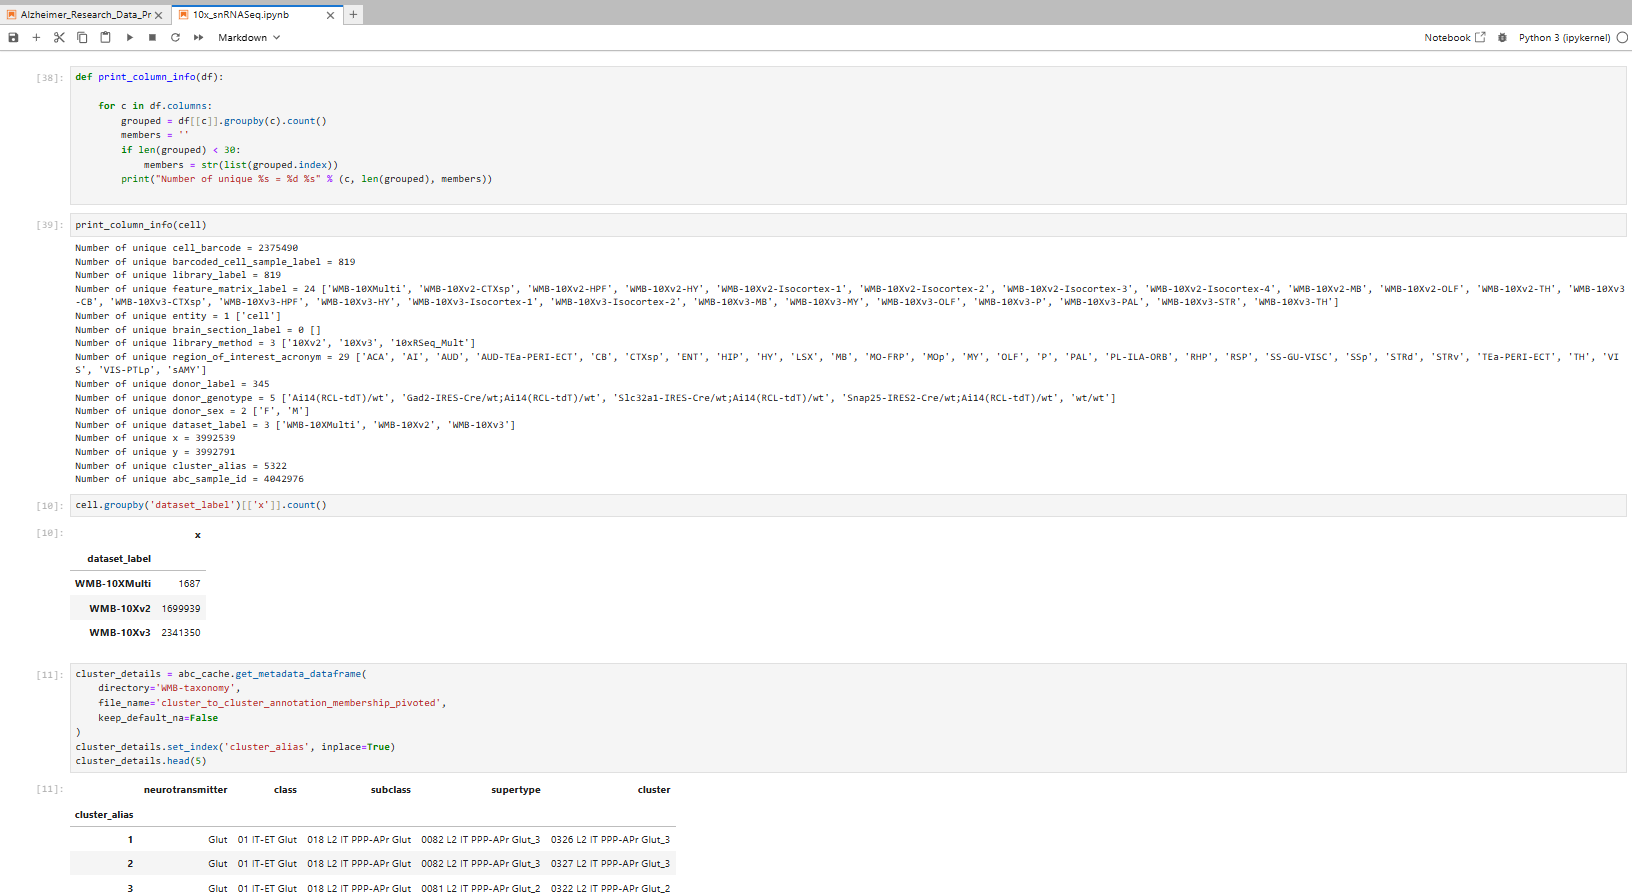 Alzheimer_Research_Data_Pr
10x_snRNASeq.ipynb
Markdown
Notebook
Python 3 (ipykernel)
[38]:
def print_column_info(df):
for c in df.columns:
grouped = df[[c]].groupby(c).count()
members = ''
if len(grouped) < 30:
members = str(list(grouped.index))
print("Number of unique %s = %d %s" % (c, len(grouped), members))
[39]:
print_column_info(cell)
Number of unique cell_barcode = 2375490
Number of unique barcoded_cell_sample_label = 819
Number of unique library_label = 819
Number of unique feature_matrix_label = 24 ['WMB-10XMulti', 'WMB-10Xv2-CTXsp', 'WMB-10Xv2-HPF', 'WMB-10Xv2-HY', 'WMB-10Xv2-Isocortex-1', 'WMB-10Xv2-Isocortex-2', 'WMB-10Xv2-Isocortex-3', 'WMB-10Xv2-Isocortex-4', 'WMB-10Xv2-MB', 'WMB-10Xv2-OLF', 'WMB-10Xv2-TH', 'WMB-10Xv3
-CB', 'WMB-10Xv3-CTXsp', 'WMB-10Xv3-HPF', 'WMB-10Xv3-HY', 'WMB-10Xv3-Isocortex-1', 'WMB-10Xv3-Isocortex-2', 'WMB-10Xv3-MB', 'WMB-10Xv3-MY', 'WMB-10Xv3-OLF', 'WMB-10Xv3-P', 'WMB-10Xv3-PAL', 'WMB-10Xv3-STR', 'WMB-10Xv3-TH']
Number of unique entity = 1 ['cell']
Number of unique brain_section_label = 0 []
Number of unique library_method = 3 ['10Xv2', '10Xv3', '10xRSeq_Mult']
Number of unique region_of_interest_acronym = 29 ['ACA', 'AI', 'AUD', 'AUD-TEa-PERI-ECT', 'CB', 'CTXsp', 'ENT', 'HIP', 'HY', 'LSX', 'MB', 'MO-FRP', 'MOp', 'MY', 'OLF', 'P', 'PAL', 'PL-ILA-ORB', 'RHP', 'RSP', 'SS-GU-VISC', 'SSp', 'STRd', 'STRv', 'TEa-PERI-ECT', 'TH', 'VI
S', 'VIS-PTLp', 'sAMY']
Number of unique donor_label = 345
Number of unique donor_genotype = 5 ['Ai14(RCL-tdT)/wt', 'Gad2-IRES-Cre/wt;Ai14(RCL-tdT)/wt', 'Slc32a1-IRES-Cre/wt;Ai14(RCL-tdT)/wt', 'Snap25-IRES2-Cre/wt;Ai14(RCL-tdT)/wt', 'wt/wt']
Number of unique donor_sex = 2 ['F', 'M']
Number of unique dataset_label = 3 ['WMB-10XMulti', 'WMB-10Xv2', 'WMB-10Xv3']
Number of unique x = 3992539
Number of unique y = 3992791
Number of unique cluster_alias = 5322
Number of unique abc_sample_id = 4042976
[10]:
cell.groupby('dataset_label')[['x']].count()
[10]:
x
dataset_label
WMB-10XMulti 1687
WMB-10Xv2 1699939
WMB-10Xv3 2341350
[11]:
cluster_details = abc_cache.get_metadata_dataframe(
directory='WMB-taxonomy',
file_name='cluster_to_cluster_annotation_membership_pivoted',
keep_default_na=False
)
cluster_details.set_index('cluster_alias', inplace=True)
cluster_details.head(5)
[11]:
neurotransmitter class subclass supertype cluster
cluster_alias
1 Glut 01 IT-ET Glut 018 L2 IT PPP-APr Glut 0082 L2 IT PPP-APr Glut_3 0326 L2 IT PPP-APr Glut_3
2 Glut 01 IT-ET Glut 018 L2 IT PPP-APr Glut 0082 L2 IT PPP-APr Glut_3 0327 L2 IT PPP-APr Glut_3
3 Glut 01 IT-ET Glut 018 L2 IT PPP-APr Glut 0081 L2 IT PPP-APr Glut_2 0322 L2 IT PPP-APr Glut_2